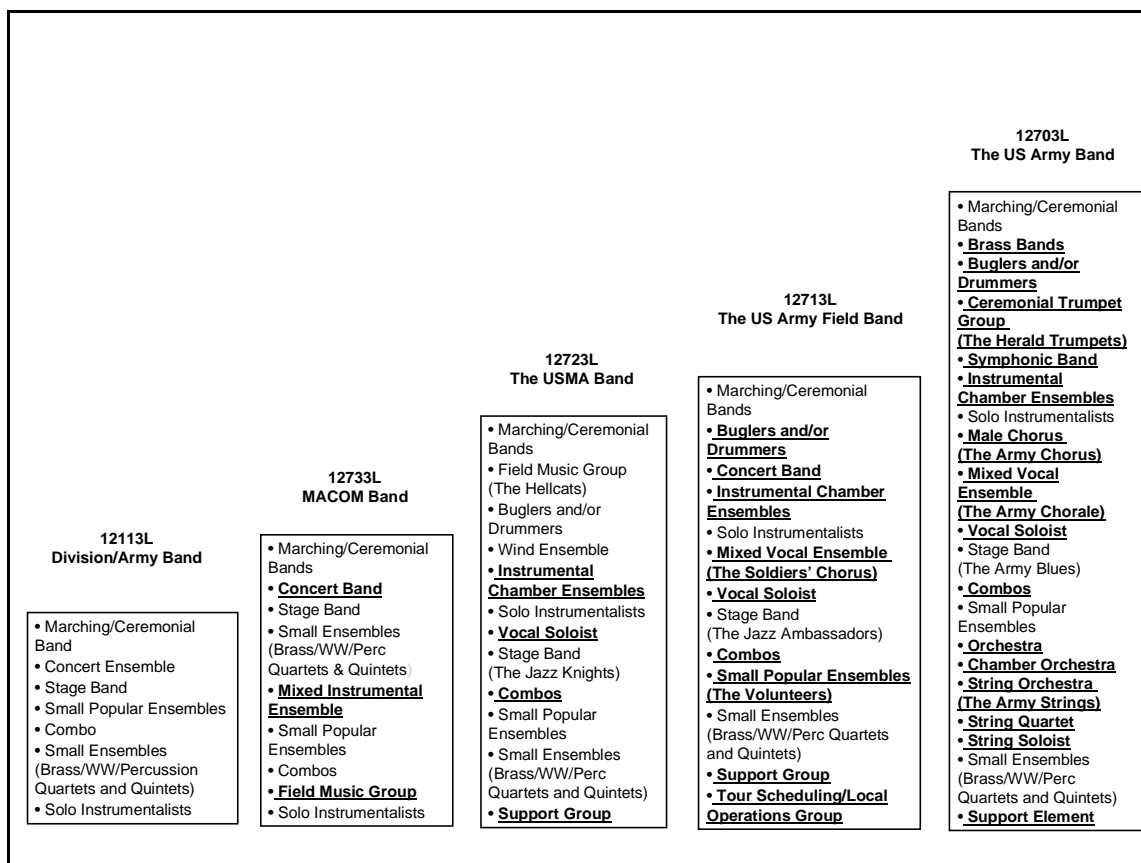 12113L
Division/Army Band
• Marching/Ceremonial
Band
• Concert Ensemble
• Stage Band
• Small Popular Ensembles
• Combo
• Small Ensembles
(Brass/WW/Percussion
Quartets and Quintets)
• Solo Instrumentalists
12733L
MACOM Band
• Marching/Ceremonial
Bands
• Concert Band
• Stage Band
• Small Ensembles
(Brass/WW/Perc
Quartets & Quintets)
• Mixed Instrumental
Ensemble
• Small Popular
Ensembles
• Combos
• Field Music Group
• Solo Instrumentalists
12723L
The USMA Band
• Marching/Ceremonial
Bands
• Field Music Group
(The Hellcats)
• Buglers and/or
Drummers
• Wind Ensemble
• Instrumental
Chamber Ensembles
• Solo Instrumentalists
• Vocal Soloist
• Stage Band
(The Jazz Knights)
• Combos
• Small Popular
Ensembles
• Small Ensembles
(Brass/WW/Perc
Quartets and Quintets)
• Support Group
12713L
The US Army Field Band
• Marching/Ceremonial
Bands
• Buglers and/or
Drummers
• Concert Band
• Instrumental Chamber
Ensembles
• Solo Instrumentalists
• Mixed Vocal Ensemble
(The Soldiers’ Chorus)
• Vocal Soloist
• Stage Band
(The Jazz Ambassadors)
• Combos
• Small Popular Ensembles
(The Volunteers)
• Small Ensembles
(Brass/WW/Perc Quartets
and Quintets)
• Support Group
• Tour Scheduling/Local
Operations Group
12703L
The US Army Band
• Marching/Ceremonial
Bands
• Brass Bands
• Buglers and/or
Drummers
• Ceremonial Trumpet
Group
(The Herald Trumpets)
• Symphonic Band
• Instrumental
Chamber Ensembles
• Solo Instrumentalists
• Male Chorus
(The Army Chorus)
• Mixed Vocal
Ensemble
(The Army Chorale)
• Vocal Soloist
• Stage Band
(The Army Blues)
• Combos
• Small Popular
Ensembles
• Orchestra
• Chamber Orchestra
• String Orchestra
(The Army Strings)
• String Quartet
• String Soloist
• Small Ensembles
(Brass/WW/Perc
Quartets and Quintets)
• Support Element